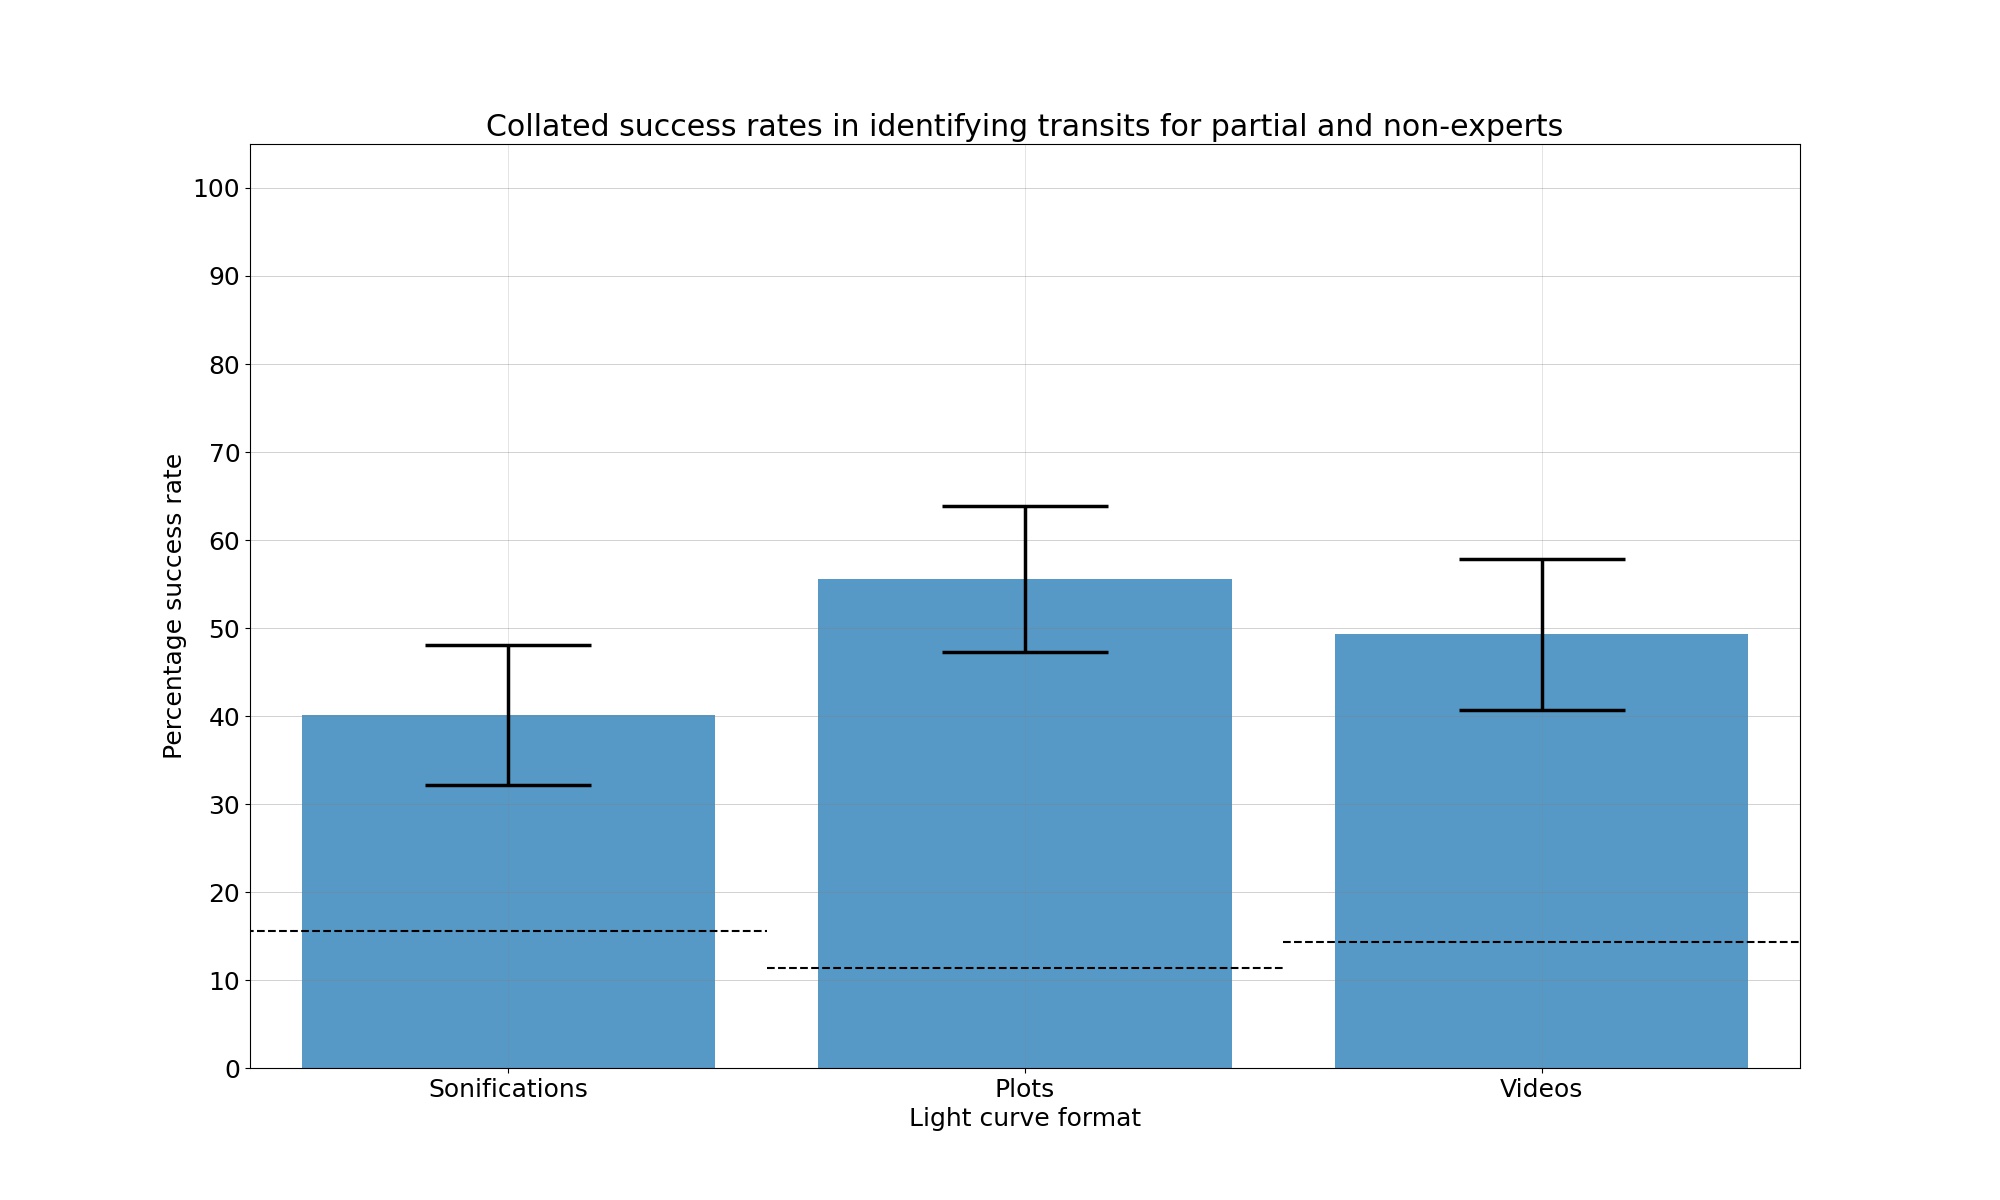 Collated success rates in identifying transits for partial and non-experts
100
90
80
70
60
50
40
30
20
10
0
Percentage success rate
Sonifications
Plots
Videos
Light curve format